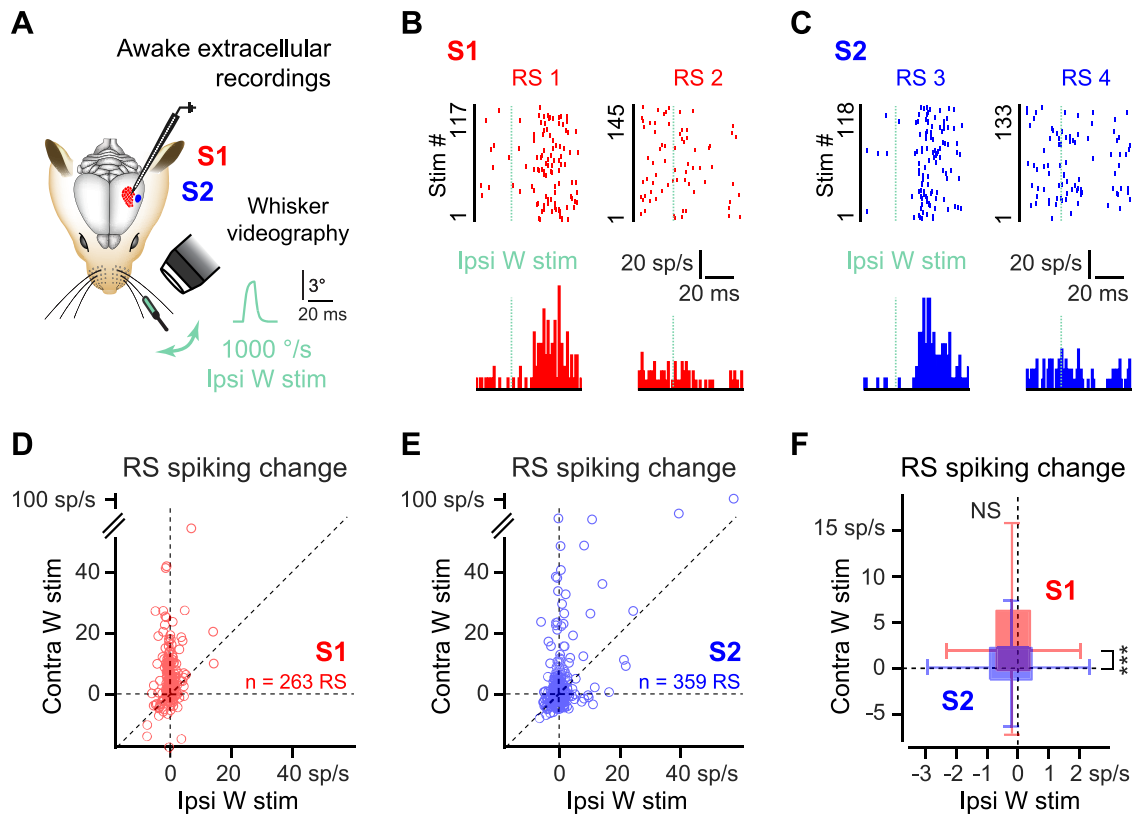 A
Awake extracellular
recordings
S1
S2
Whisker
videography
3°
20 ms
1000 °/s
Ipsi W stim
B
S1
RS 1
RS 2
Stim #
117
1
145
1
Ipsi W stim
20 sp/s
20 ms
C
S2
RS 3
RS 4
Stim #
118
1
133
1
Ipsi W stim
20 sp/s
20 ms
D
RS spiking change
100 sp/s
40
20
0
Contra W stim
S1
n = 263 RS
0
40 sp/s
Ipsi W stim
E
RS spiking change
100 sp/s
40
20
0
Contra W stim
S2
n = 359 RS
0
40 sp/s
Ipsi W stim
F
RS spiking change
NS
15 sp/s
10
5
0
-5
Contra W stim
S1
S2
***
-3 -2 -1 0 1 2 sp/s
Ipsi W stim